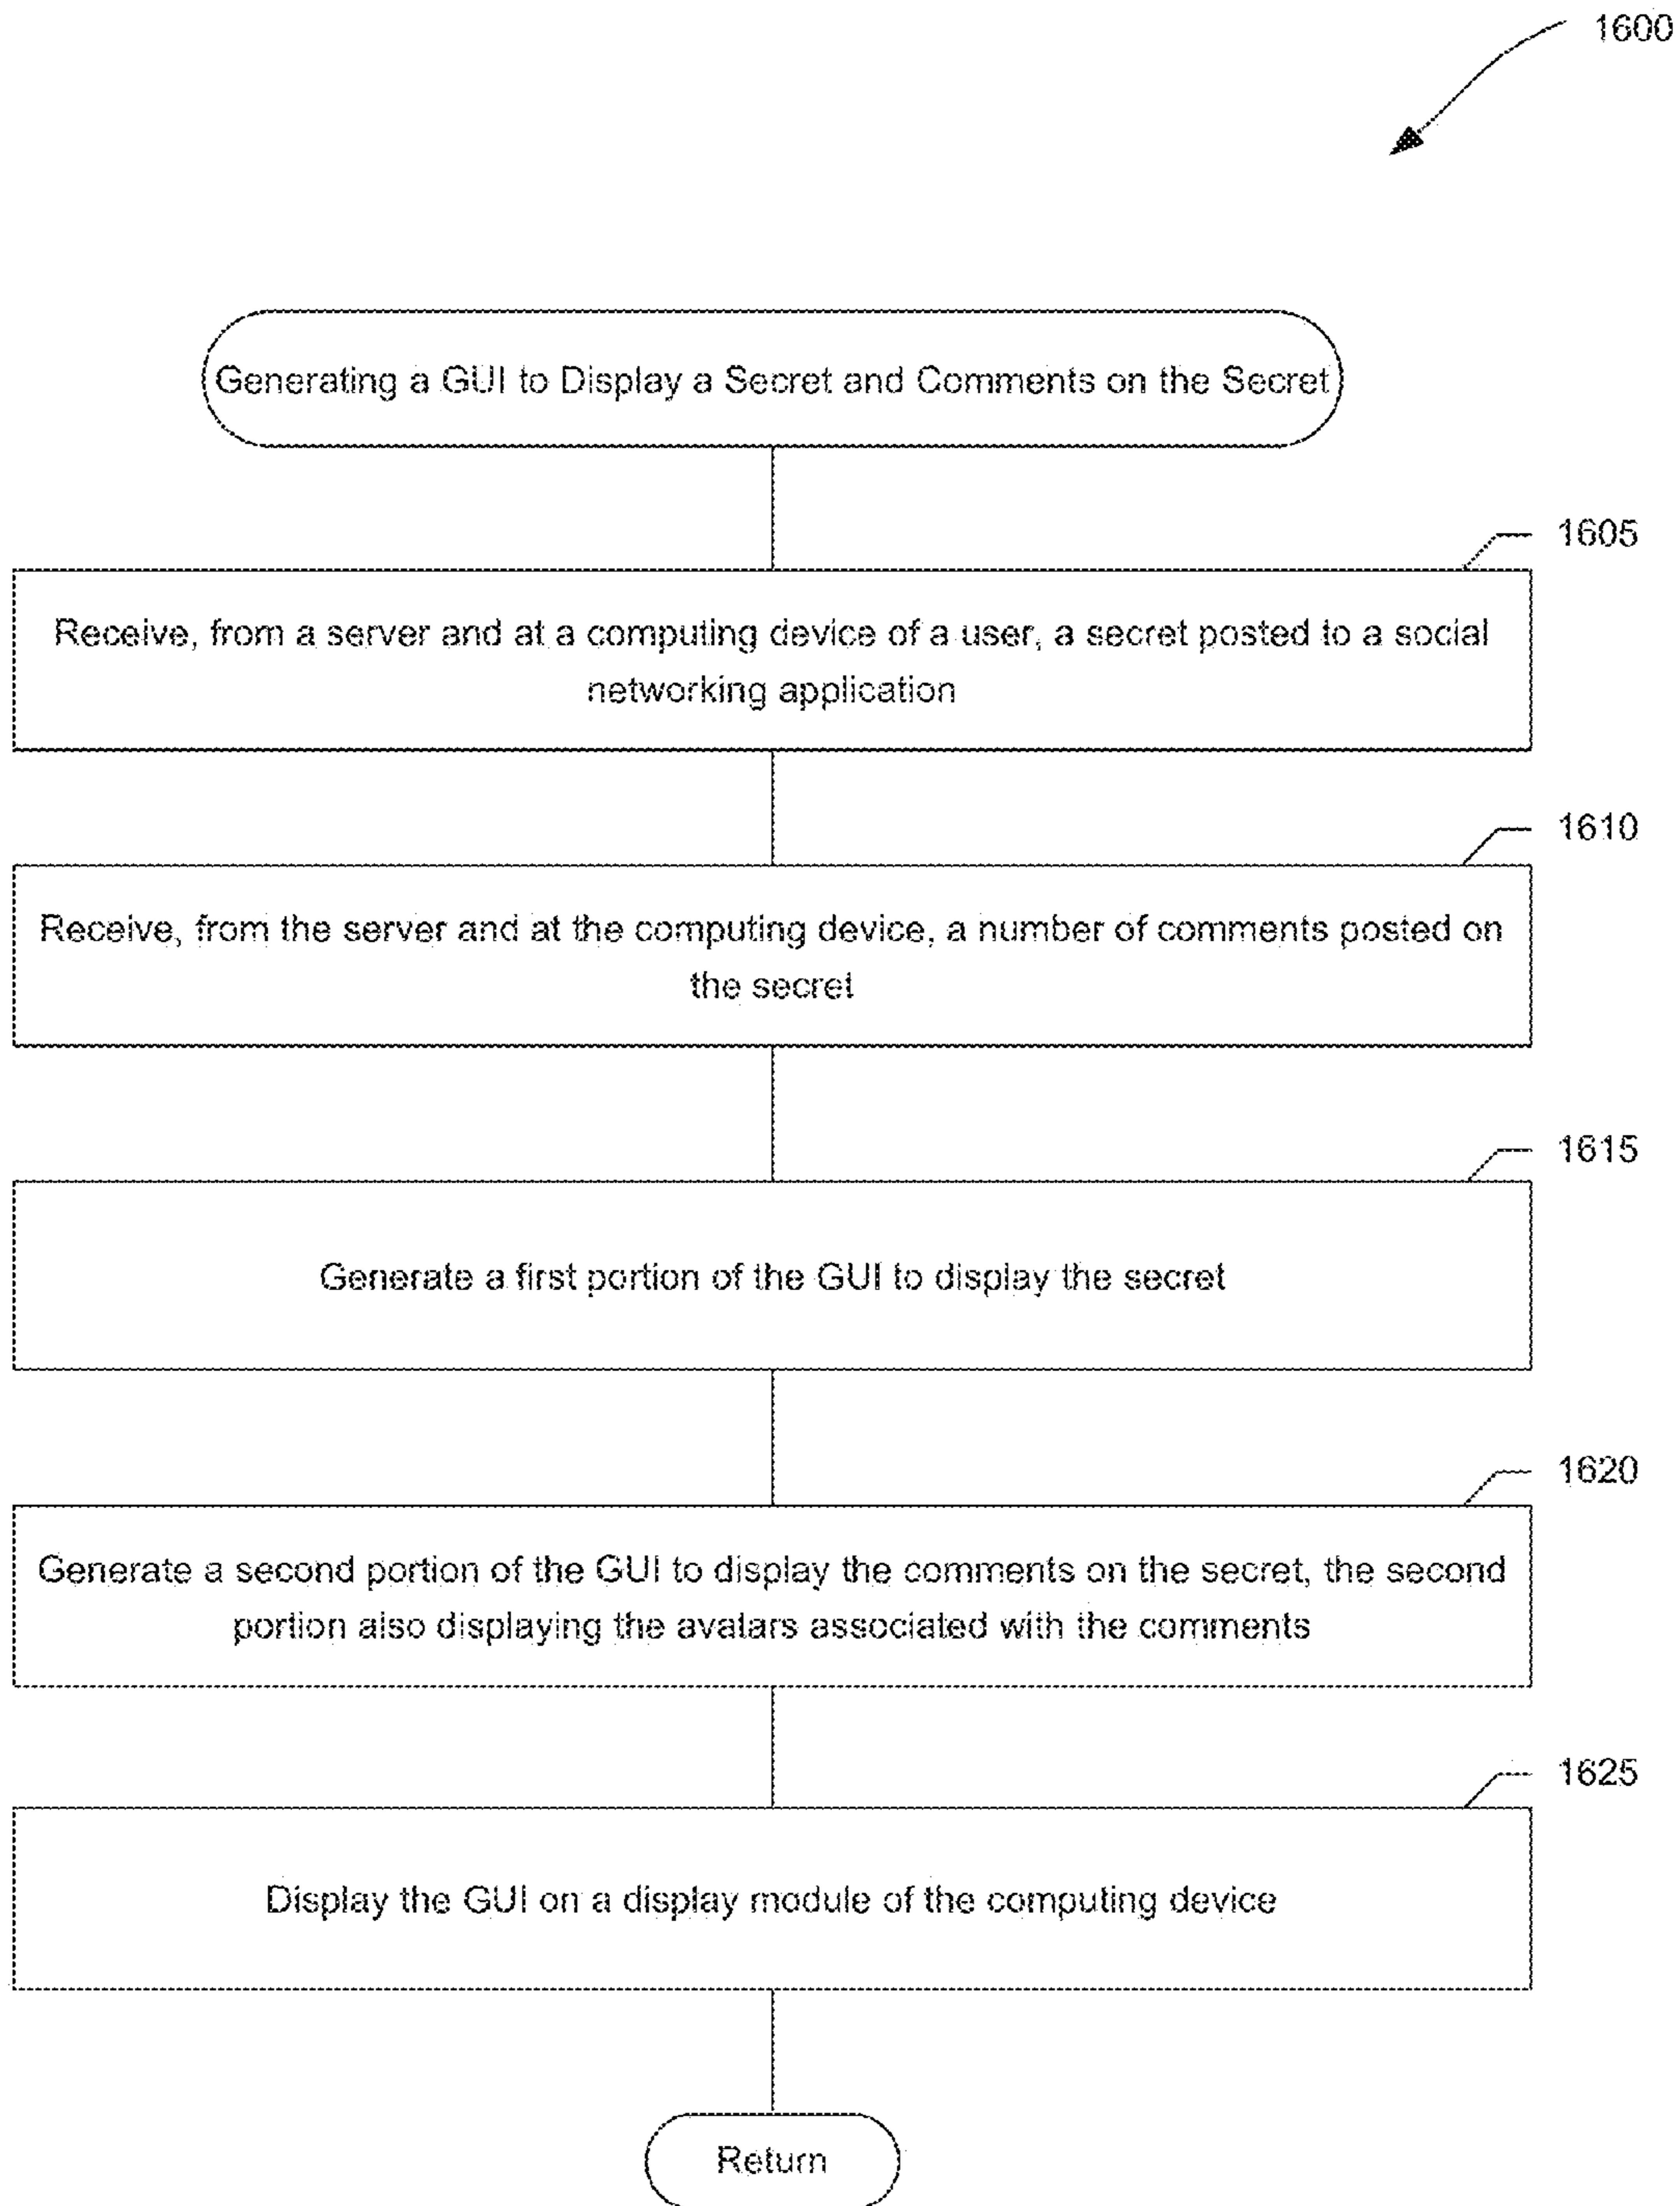 1600
Generating a GUI to Display a Secret and Comments on the Secret
1605
Receive, from a server and at a computing device of a user, a secret posted to a social
networking application
1610
Receive, from the server and at the computing device, a number of comments posted on
the secret
1615
Generate a first portion of the GUI to display the secret
1620
Generate a second portion of the GUI to display the comments on the secret, the second
portion also displaying the avatars associated with the comments
1625
Display the GUI on a display module of the computing device
Return